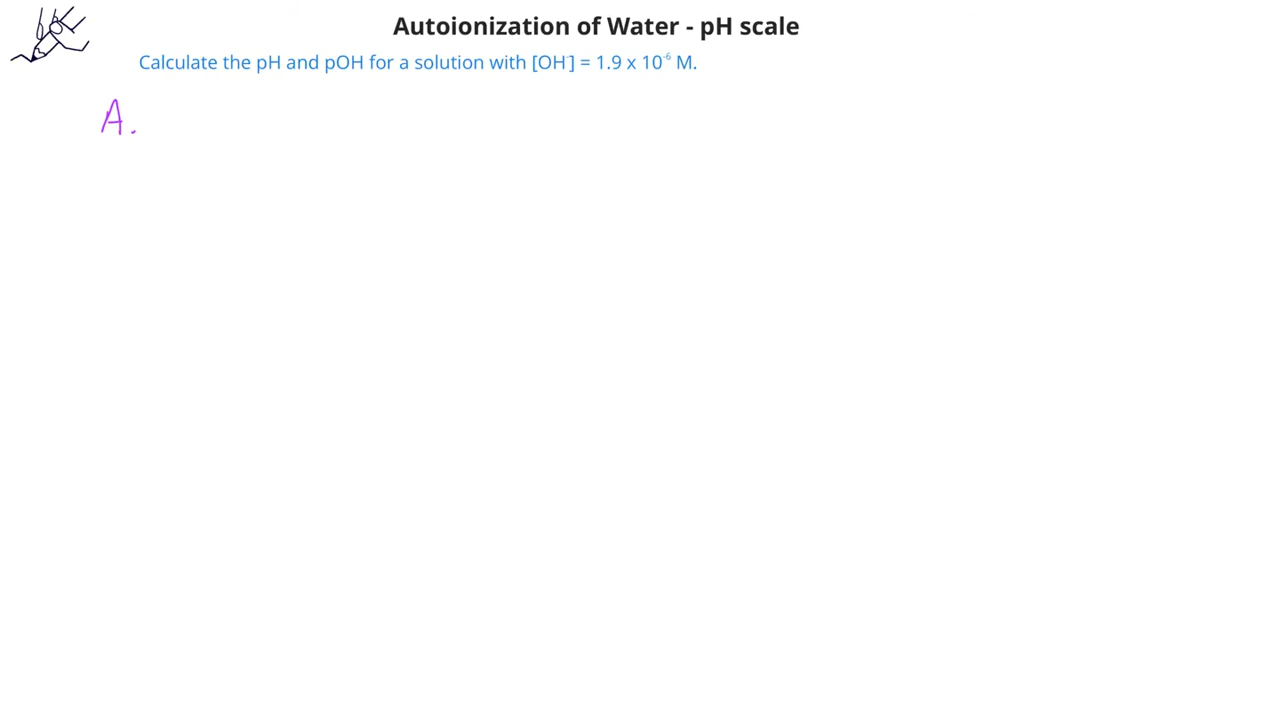 Autoionization of Water - pH scale
Calculate the pH and pOH for a solution with [OH⁻] = 1.9 x 10⁻⁶ M.
A.